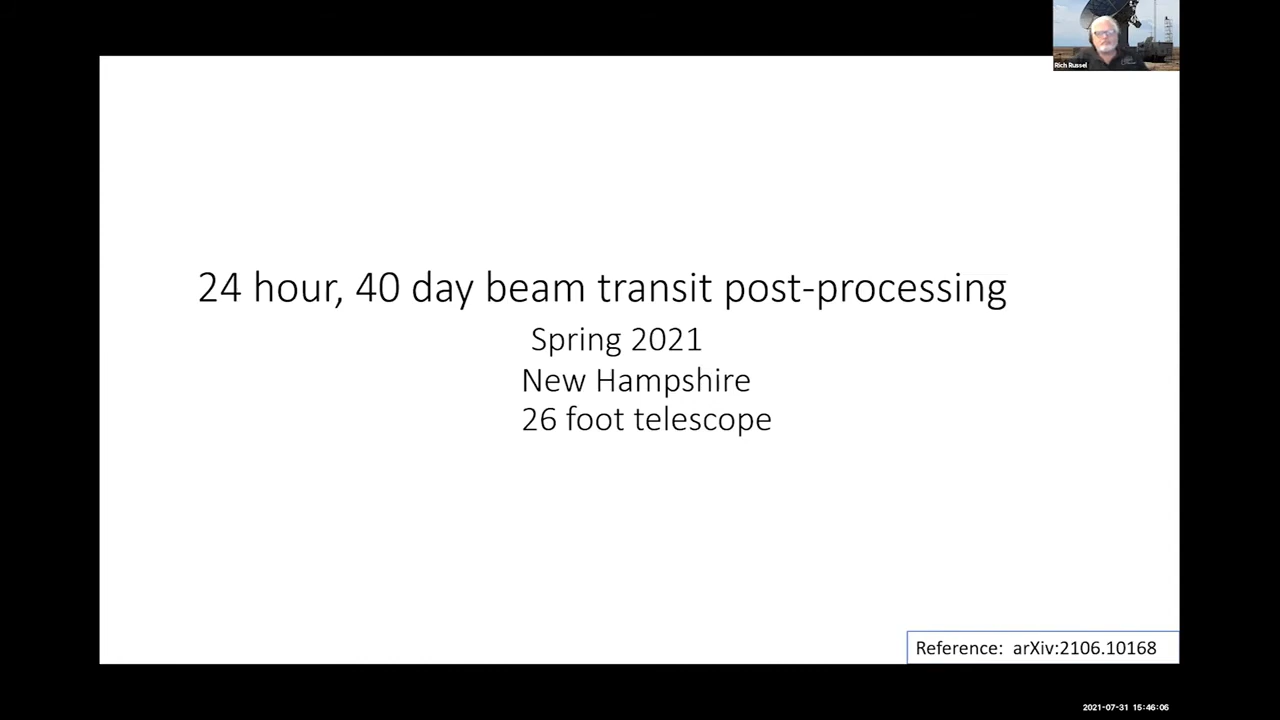 Rich Russel
24 hour, 40 day beam transit post-processing
Spring 2021
New Hampshire
26 foot telescope
Reference: arXiv:2106.10168
2021-07-31 15:46:06